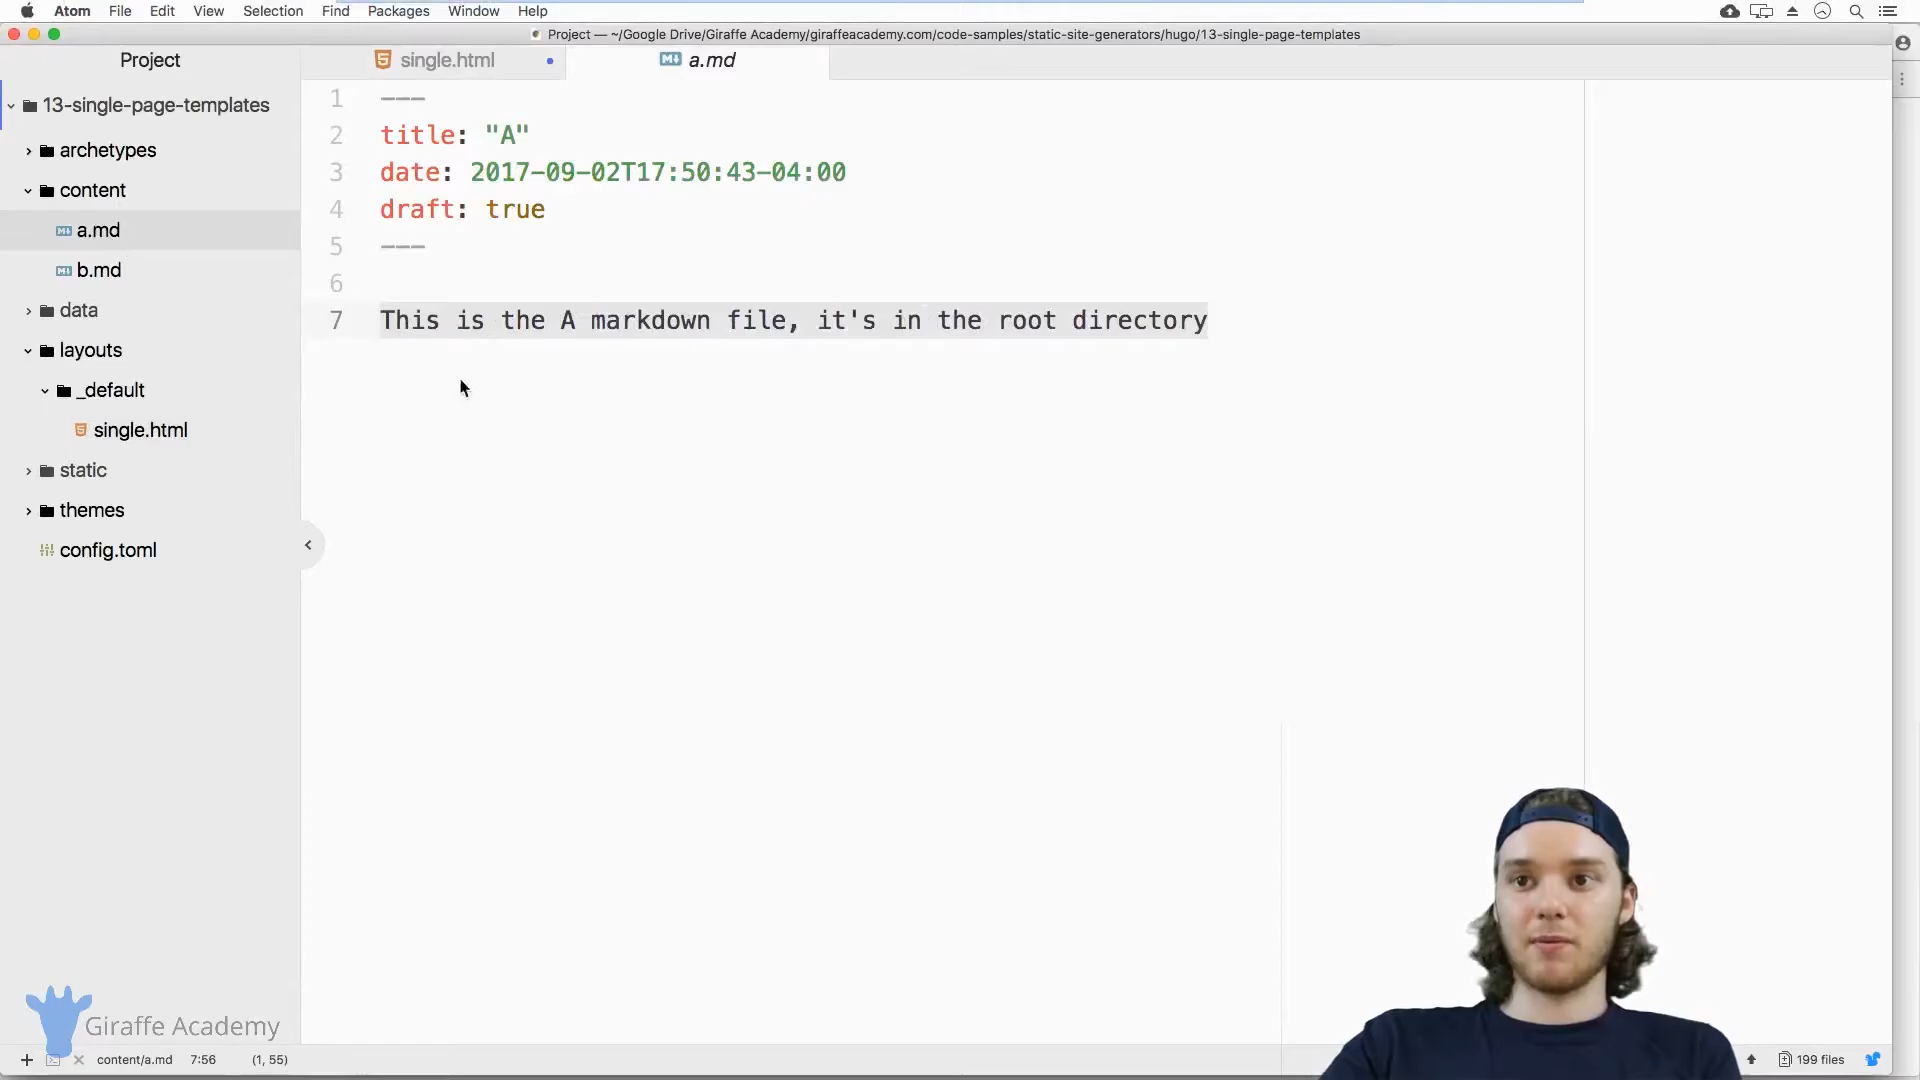 Atom File Edit View Selection Find Packages Window Help
Project — ~/Google Drive/Giraffe Academy/giraffeacademy.com/code-samples/static-site-generators/hugo/13-single-page-templates
Project
single.html
a.md
13-single-page-templates
archetypes
content
a.md
b.md
data
layouts
_default
single.html
static
themes
config.toml
1 ---
2 title: "A"
3 date: 2017-09-02T17:50:43-04:00
4 draft: true
5 ---
6
7 This is the A markdown file, it's in the root directory
Giraffe Academy
content/a.md 7:56 (1, 55)
199 files